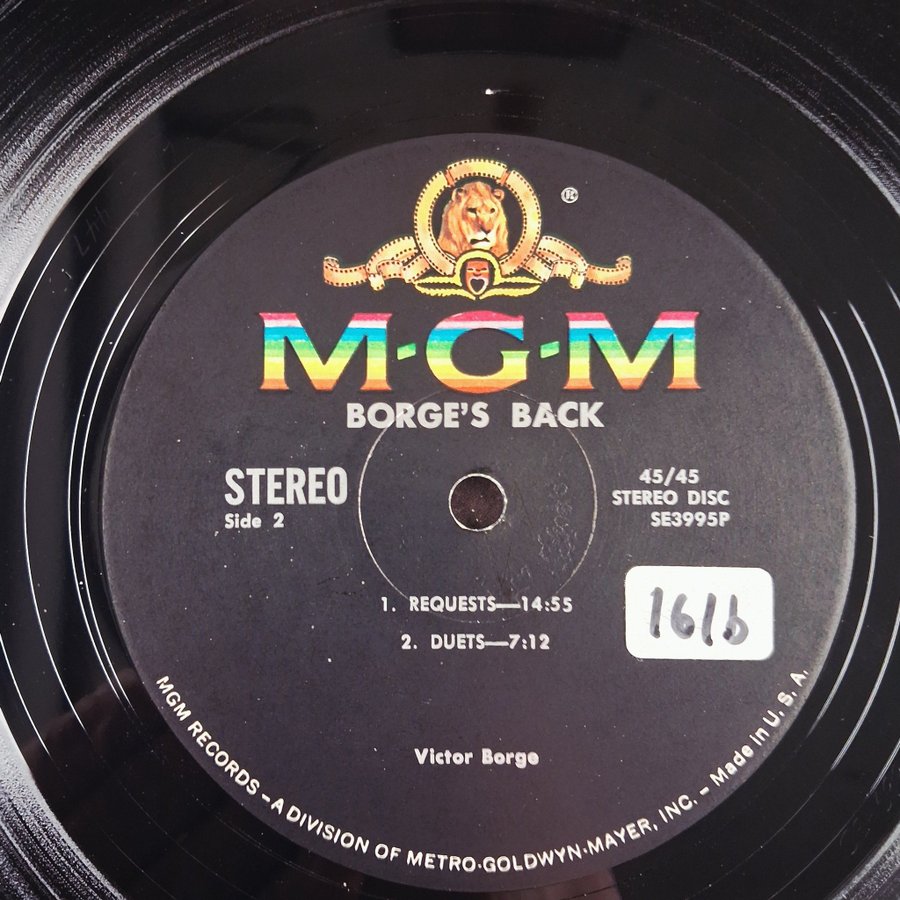 ®
M·G·M
BORGE'S BACK
STEREO
Side 2
45/45
STEREO DISC
SE3995P
1. REQUESTS—14:55
2. DUETS—7:12
161b
Victor Borge
MGM RECORDS – A DIVISION OF METRO·GOLDWYN·MAYER, INC. – Made in U. S. A.